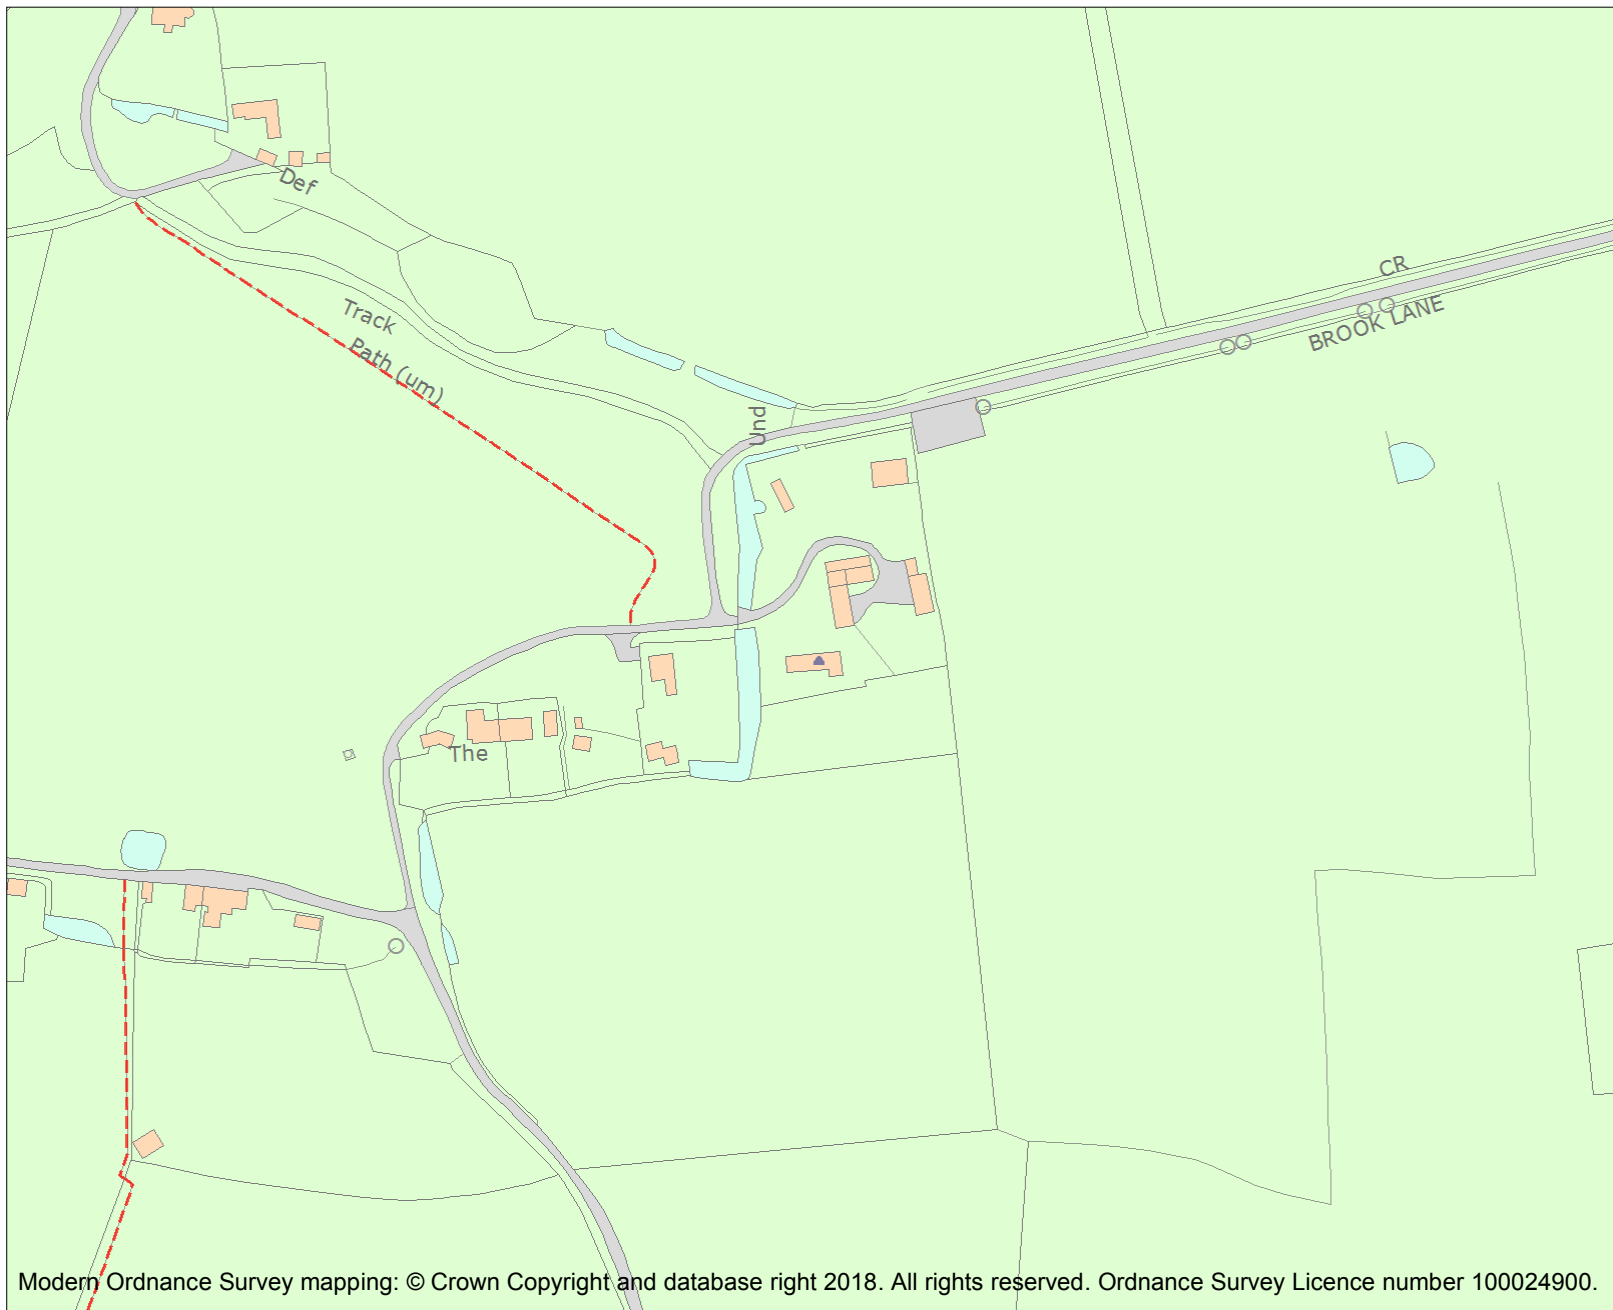 Def
Track
Path (um)
Und
CR
BROOK LANE
The
Modern Ordnance Survey mapping: © Crown Copyright and database right 2018. All rights reserved. Ordnance Survey Licence number 100024900.